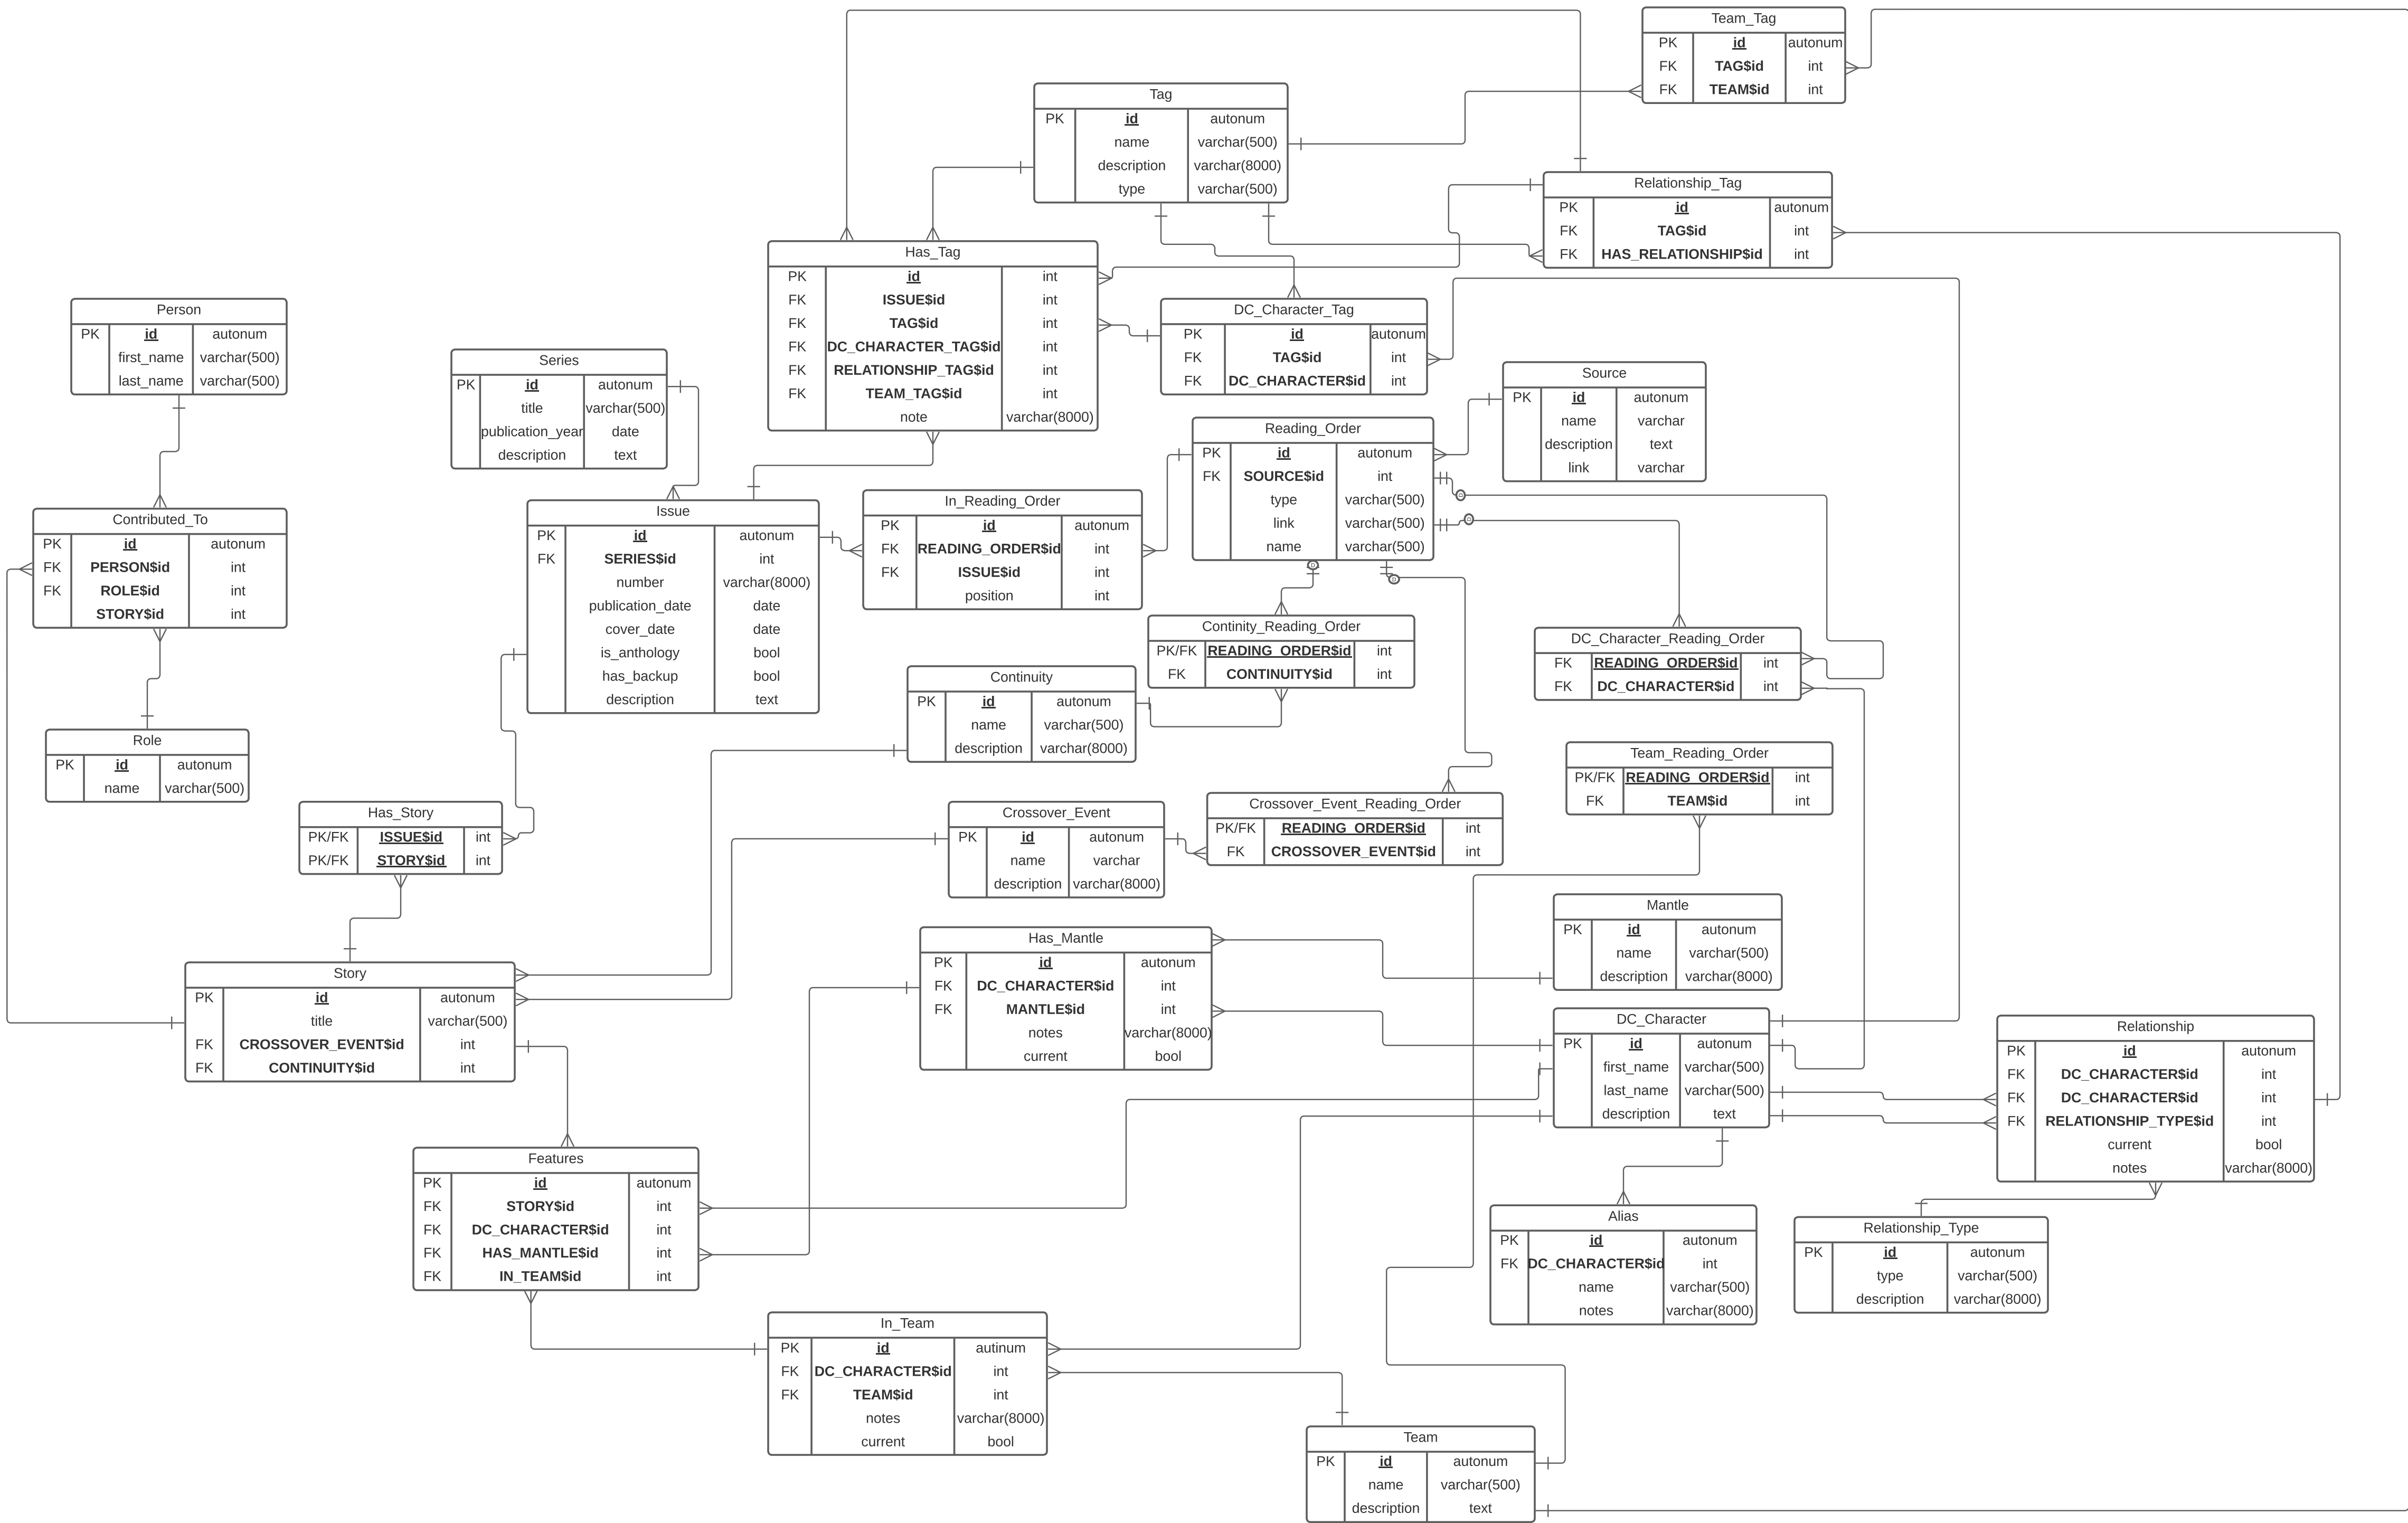 Team_Tag
PK id autonum
FK TAG$id int
FK TEAM$id int
Tag
PK id autonum
name varchar(500)
description varchar(8000)
type varchar(500)
Relationship_Tag
PK id autonum
FK TAG$id int
FK HAS_RELATIONSHIP$id int
Has_Tag
PK id int
FK ISSUE$id int
FK TAG$id int
FK DC_CHARACTER_TAG$id int
FK RELATIONSHIP_TAG$id int
FK TEAM_TAG$id int
note varchar(8000)
DC_Character_Tag
PK id autonum
FK TAG$id int
FK DC_CHARACTER$id int
Person
PK id autonum
first_name varchar(500)
last_name varchar(500)
Series
PK id autonum
title varchar(500)
publication_year date
description text
Source
PK id autonum
name varchar
description text
link varchar
Reading_Order
PK id autonum
FK SOURCE$id int
type varchar(500)
link varchar(500)
name varchar(500)
In_Reading_Order
PK id autonum
FK READING_ORDER$id int
FK ISSUE$id int
position int
Issue
PK id autonum
FK SERIES$id int
number varchar(8000)
publication_date date
cover_date date
is_anthology bool
has_backup bool
description text
Contributed_To
PK id autonum
FK PERSON$id int
FK ROLE$id int
STORY$id int
Continity_Reading_Order
PK/FK READING_ORDER$id int
FK CONTINUITY$id int
DC_Character_Reading_Order
FK READING_ORDER$id int
FK DC_CHARACTER$id int
Continuity
PK id autonum
name varchar(500)
description varchar(8000)
Role
PK id autonum
name varchar(500)
Team_Reading_Order
PK/FK READING_ORDER$id int
FK TEAM$id int
Has_Story
PK/FK ISSUE$id int
PK/FK STORY$id int
Crossover_Event
PK id autonum
name varchar
description varchar(8000)
Crossover_Event_Reading_Order
PK/FK READING_ORDER$id int
FK CROSSOVER_EVENT$id int
Mantle
PK id autonum
name varchar(500)
description varchar(8000)
Has_Mantle
PK id autonum
FK DC_CHARACTER$id int
FK MANTLE$id int
notes varchar(8000)
current bool
Story
PK id autonum
title varchar(500)
FK CROSSOVER_EVENT$id int
FK CONTINUITY$id int
DC_Character
PK id autonum
first_name varchar(500)
last_name varchar(500)
description text
Relationship
PK id autonum
FK DC_CHARACTER$id int
FK DC_CHARACTER$id int
FK RELATIONSHIP_TYPE$id int
current bool
notes varchar(8000)
Features
PK id autonum
FK STORY$id int
FK DC_CHARACTER$id int
FK HAS_MANTLE$id int
FK IN_TEAM$id int
Alias
PK id autonum
FK DC_CHARACTER$id int
name varchar(500)
notes varchar(8000)
Relationship_Type
PK id autonum
type varchar(500)
description varchar(8000)
In_Team
PK id autinum
FK DC_CHARACTER$id int
FK TEAM$id int
notes varchar(8000)
current bool
Team
PK id autonum
name varchar(500)
description text